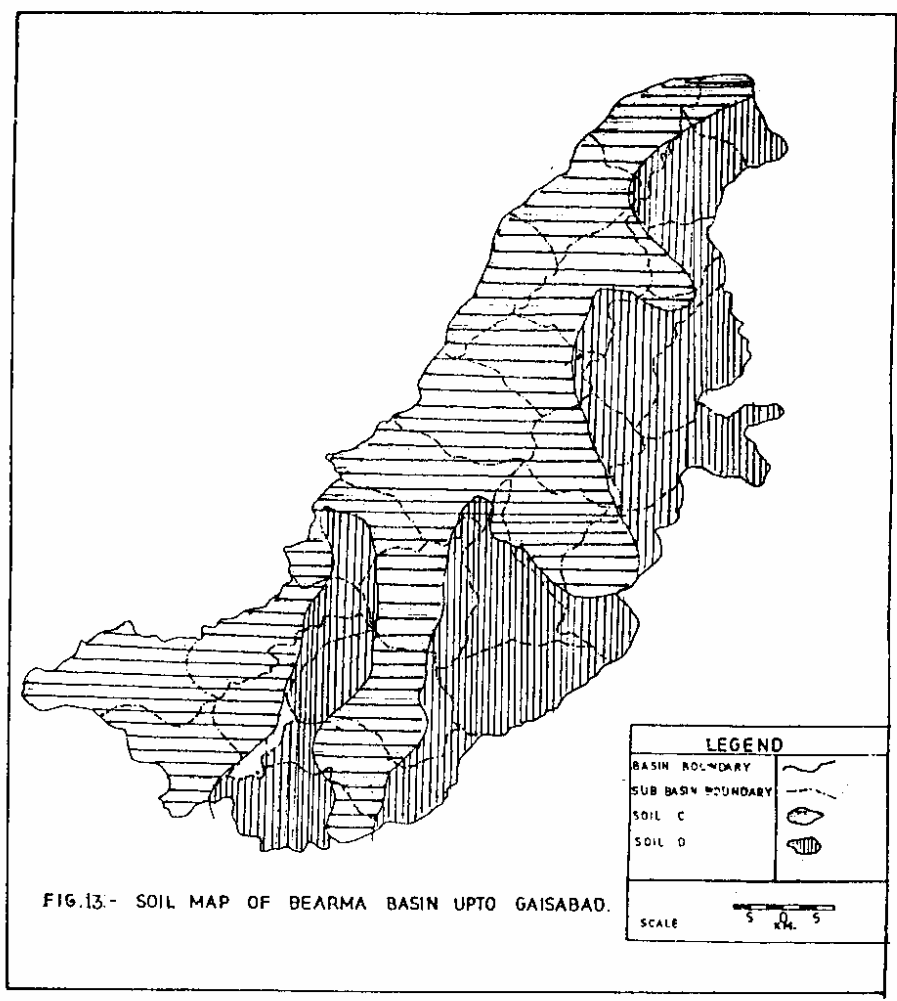 LEGEND
BASIN BOUNDARY
SUB BASIN BOUNDARY
SOIL C
SOIL D
SCALE
5 0 5
KM.
FIG.13:- SOIL MAP OF BEARMA BASIN UPTO GAISABAD.